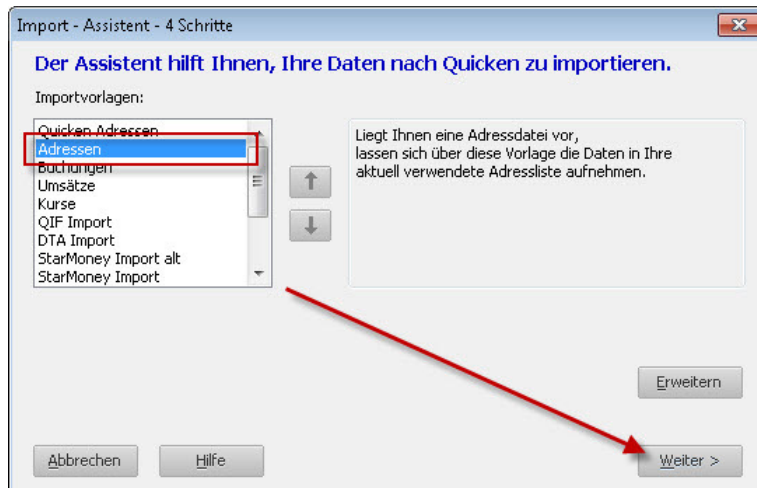 Import - Assistent - 4 Schritte
Der Assistent hilft Ihnen, Ihre Daten nach Quicken zu importieren.
Importvorlagen:
Quicken Adressen
Adressen
Buchungen
Umsätze
Kurse
QIF Import
DTA Import
StarMoney Import alt
StarMoney Import
Liegt Ihnen eine Adressdatei vor,
lassen sich über diese Vorlage die Daten in Ihre
aktuell verwendete Adressliste aufnehmen.
Erweitern
Abbrechen
Hilfe
Weiter >